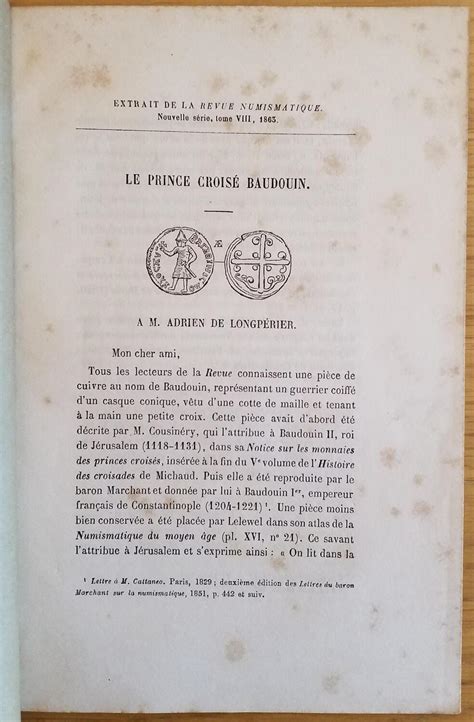 EXTRAIT DE LA REVUE NUMISMATIQUE.
Nouvelle série, tome VIII, 1863.
LE PRINCE CROISÉ BAUDOUIN.
Æ
A M. ADRIEN DE LONGPÉRIER.
Mon cher ami,
Tous les lecteurs de la Revue connaissent une pièce de
cuivre au nom de Baudouin, représentant un guerrier coiffé
d'un casque conique, vêtu d'une cotte de maille et tenant
à la main une petite croix. Cette pièce avait d'abord été
décrite par M. Cousinéry, qui l'attribue à Baudouin II, roi
de Jérusalem (1118-1131), dans sa Notice sur les monnaies
des princes croisés, insérée à la fin du Ve volume de l'Histoire
des croisades de Michaud. Puis elle a été reproduite par le
baron Marchant et donnée par lui à Baudouin Ier, empereur
français de Constantinople (1204-1221) ¹. Une pièce moins
bien conservée a été placée par Lelewel dans son atlas de la
Numismatique du moyen âge (pl. XVI, n° 21). Ce savant
l'attribue à Jérusalem et s'exprime ainsi : « On lit dans la
¹ Lettre à M. Cattaneo. Paris, 1829 ; deuxième édition des Lettres du baron
Marchant sur la numismatique, 1851, p. 442 et suiv.